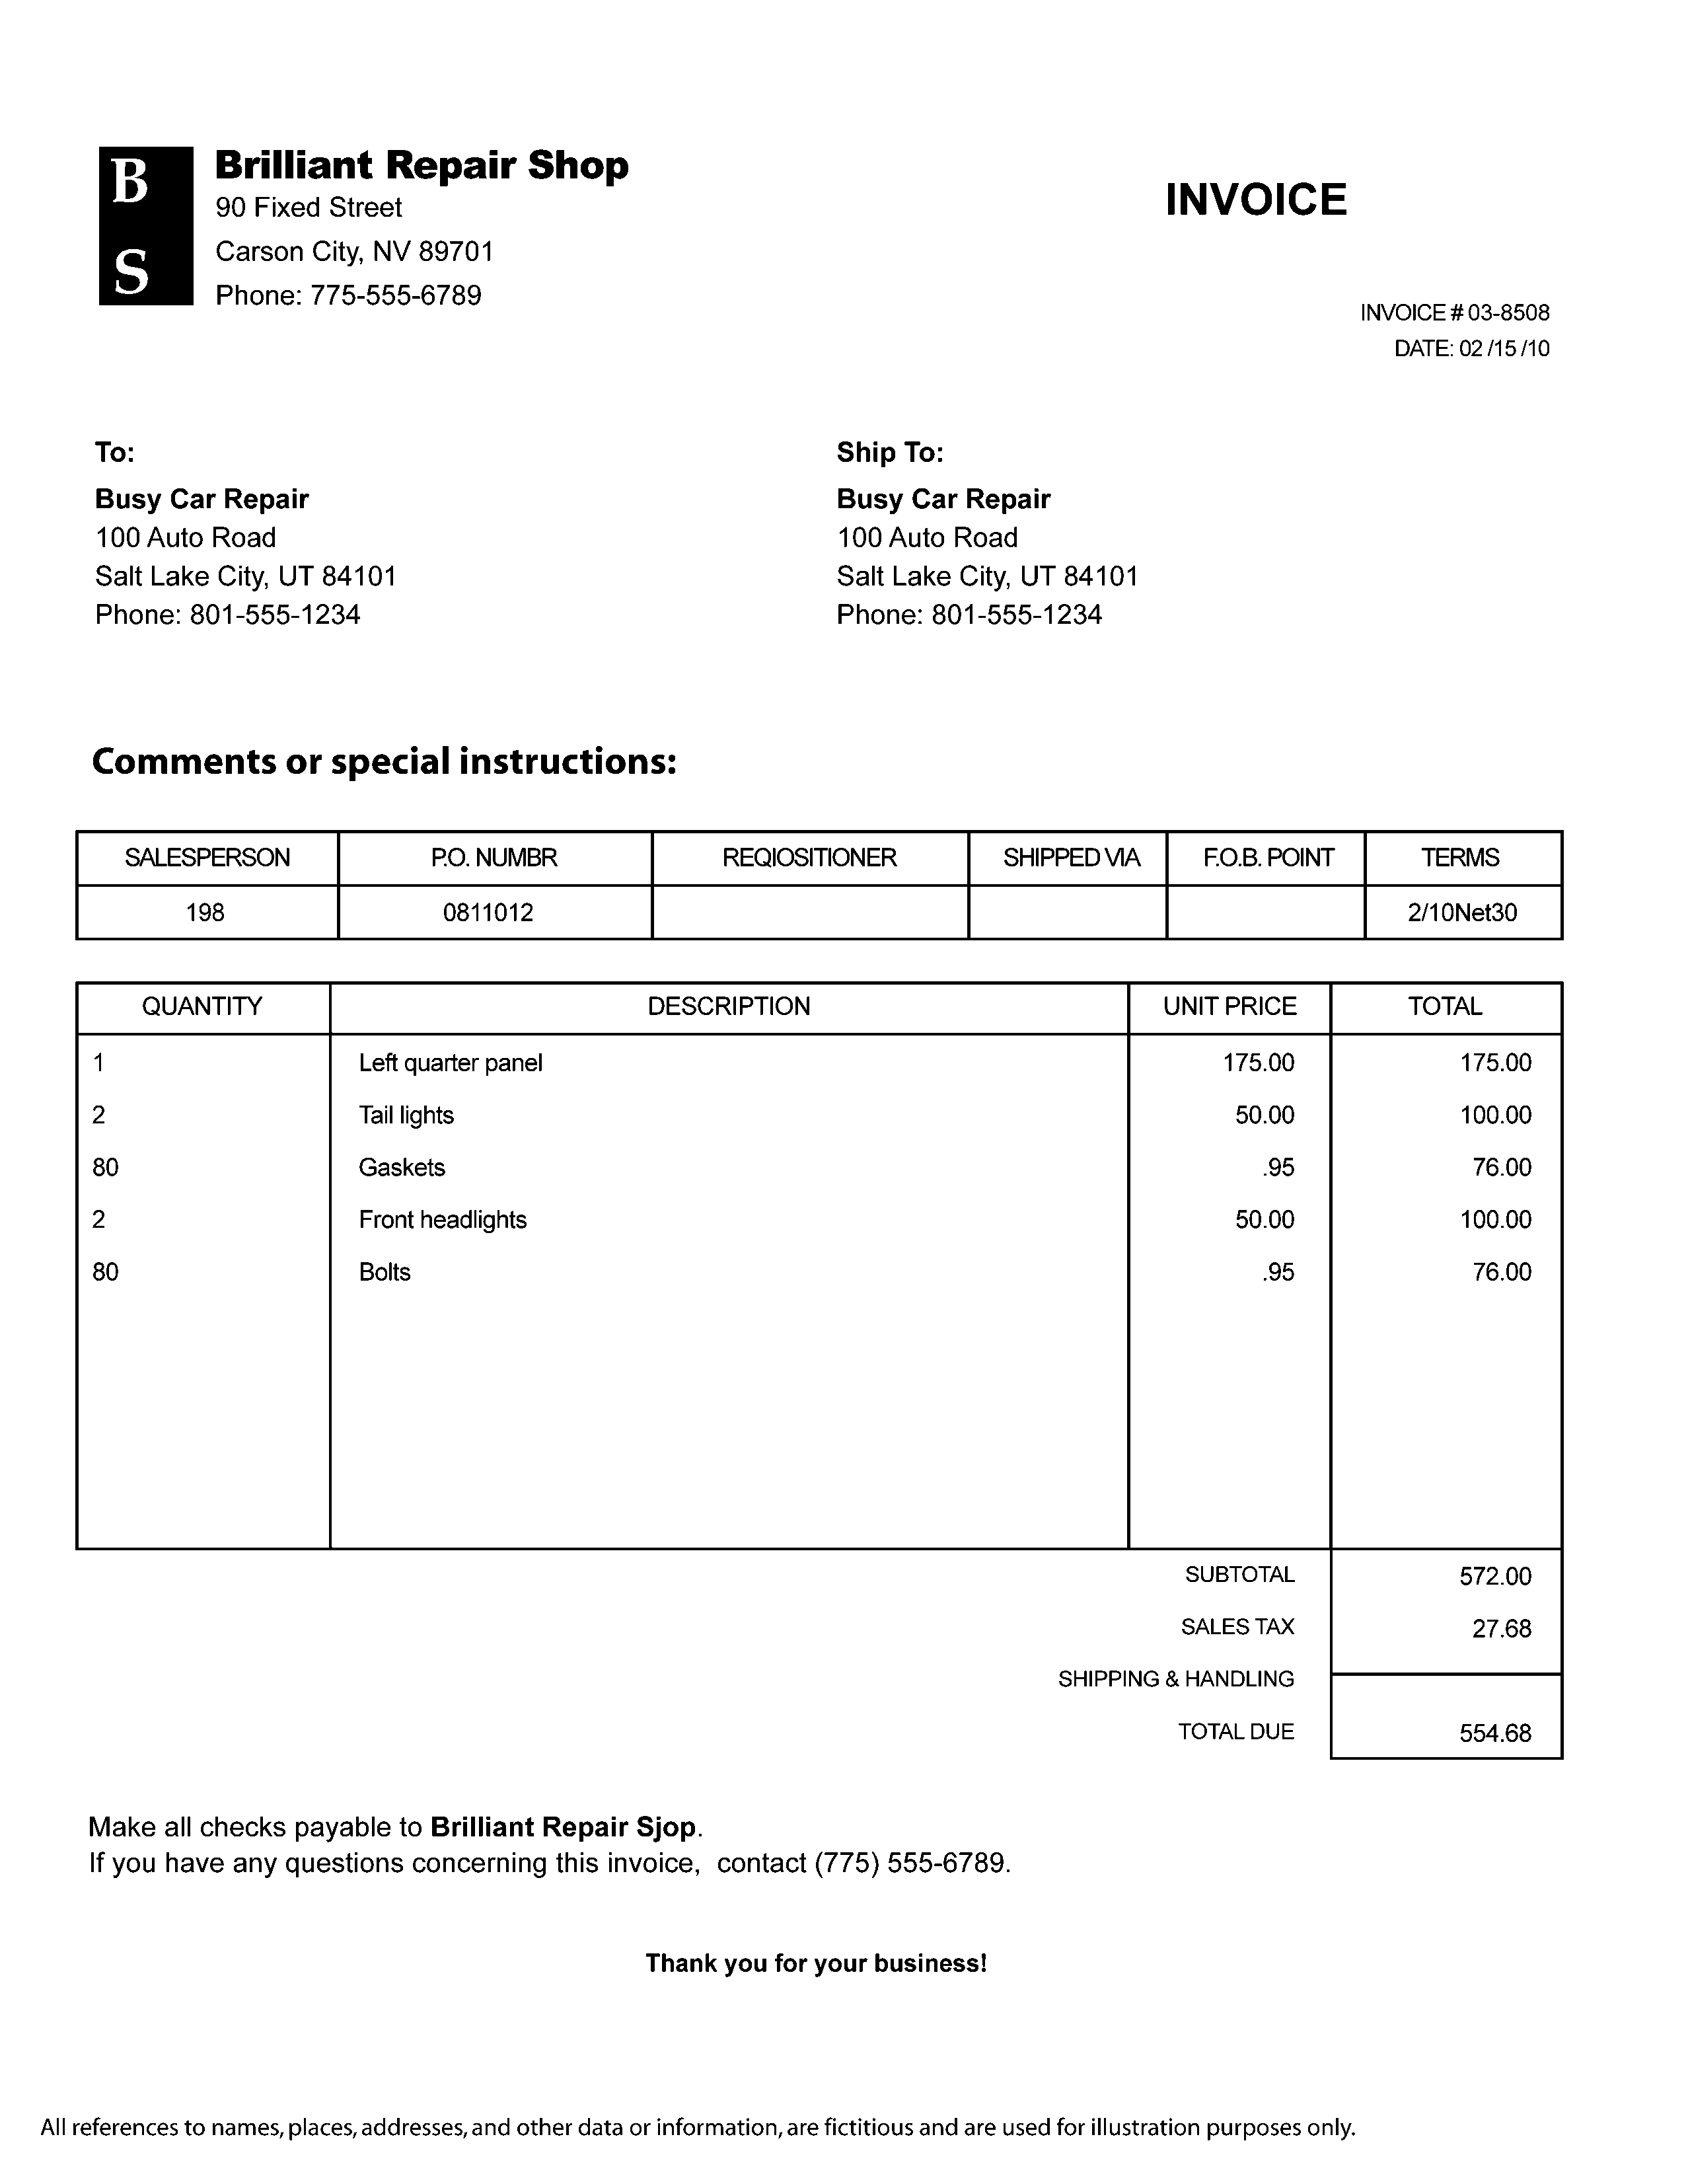 B
S
Brilliant Repair Shop
90 Fixed Street
Carson City, NV 89701
Phone: 775-555-6789
INVOICE
INVOICE # 03-8508
DATE: 02 /15 /10
To:
Busy Car Repair
100 Auto Road
Salt Lake City, UT 84101
Phone: 801-555-1234
Ship To:
Busy Car Repair
100 Auto Road
Salt Lake City, UT 84101
Phone: 801-555-1234
Comments or special instructions:
SALESPERSON P.O. NUMBR REQIOSITIONER SHIPPED VIA F.O.B. POINT TERMS
198 0811012 2/10Net30
QUANTITY DESCRIPTION UNIT PRICE TOTAL
1 Left quarter panel 175.00 175.00
2 Tail lights 50.00 100.00
80 Gaskets .95 76.00
2 Front headlights 50.00 100.00
80 Bolts .95 76.00
SUBTOTAL 572.00
SALES TAX 27.68
SHIPPING & HANDLING
TOTAL DUE 554.68
Make all checks payable to Brilliant Repair Sjop.
If you have any questions concerning this invoice, contact (775) 555-6789.
Thank you for your business!
All references to names, places, addresses, and other data or information, are fictitious and are used for illustration purposes only.